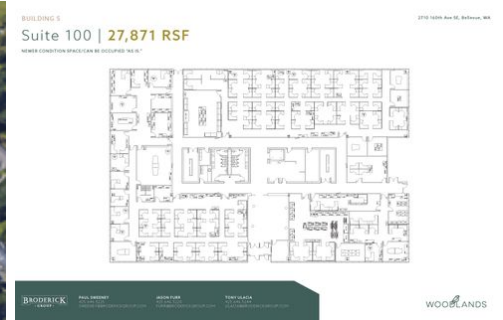 BUILDING 5
2710 160th Ave SE, Bellevue, WA
Suite 100 | 27,871 RSF
NEWER CONDITION SPACE/CAN BE OCCUPIED "AS IS"
BRODERICK
GROUP
PAUL SWEENEY
JASON FURR
TONY ULACIA
WOODLANDS